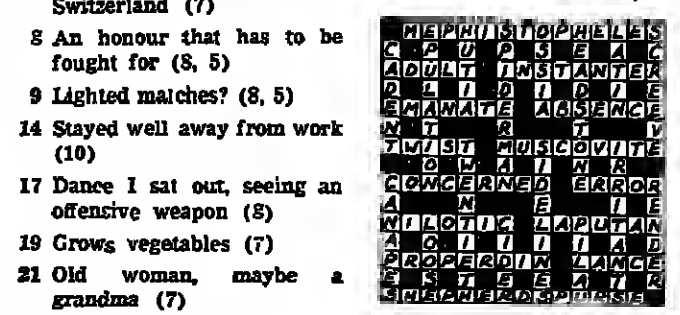 Switzerland (7)
8 An honour that has to be
fought for (8, 5)
9 Lighted matches? (8, 5)
14 Stayed well away from work
(10)
17 Dance I sat out, seeing an
offensive weapon (8)
19 Grows vegetables (7)
21 Old woman, maybe a
grandma (7)
MEPHISTOPHELES
C P U P S E A C
ADULT INSTANTER
D L I D I D I E
EMANATE ABSENCE
N T R T V
TWIST MUSCOVITE
O W A I N R
CONCERNED ERROR
A N E I E
NILOTIC LAPUTAN
PROPERDIN LANCE
E S T E E A T R
SHEPHERDSPURSE